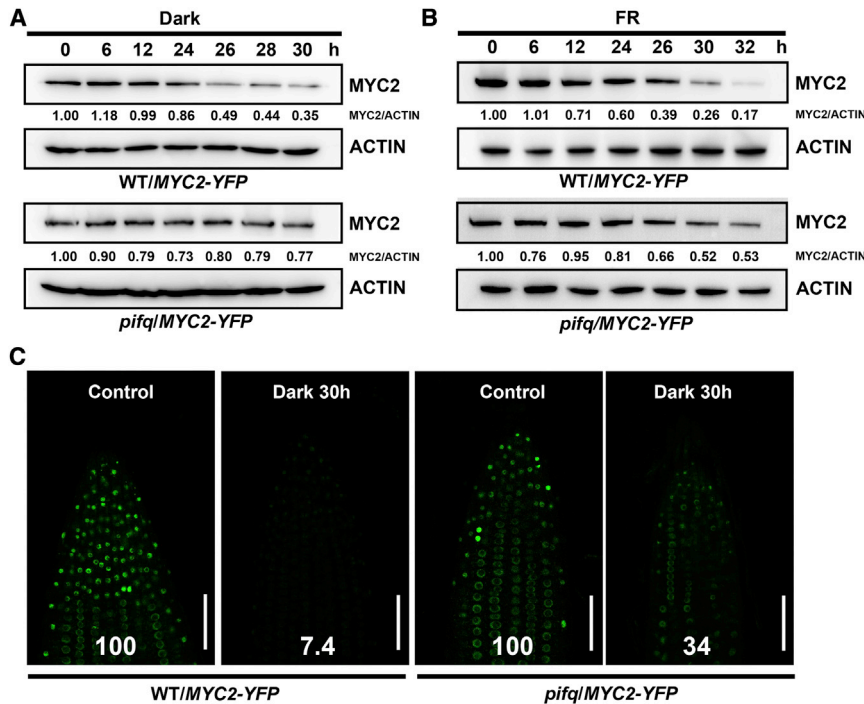 A
Dark
0 6 12 24 26 28 30 h
MYC2
1.00 1.18 0.99 0.86 0.49 0.44 0.35 MYC2/ACTIN
ACTIN
WT/MYC2-YFP
MYC2
1.00 0.90 0.79 0.73 0.80 0.79 0.77 MYC2/ACTIN
ACTIN
pifq/MYC2-YFP
B
FR
0 6 12 24 26 30 32 h
MYC2
1.00 1.01 0.71 0.60 0.39 0.26 0.17 MYC2/ACTIN
ACTIN
WT/MYC2-YFP
MYC2
1.00 0.76 0.95 0.81 0.66 0.52 0.53 MYC2/ACTIN
ACTIN
pifq/MYC2-YFP
C
Control Dark 30h Control Dark 30h
100 7.4 100 34
WT/MYC2-YFP pifq/MYC2-YFP